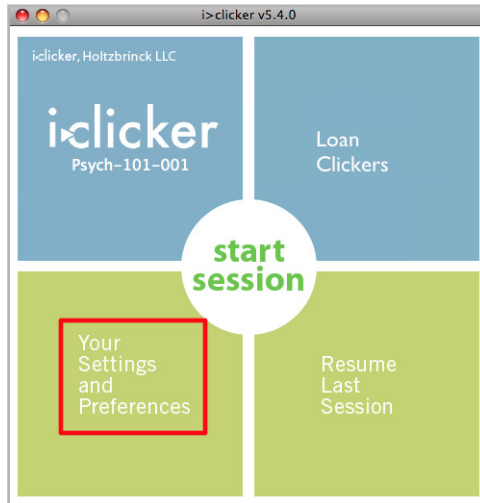 i>clicker v5.4.0
i>clicker, Holtzbrinck LLC
i>clicker
Psych-101-001
Loan
Clickers
start
session
Your
Settings
and
Preferences
Resume
Last
Session